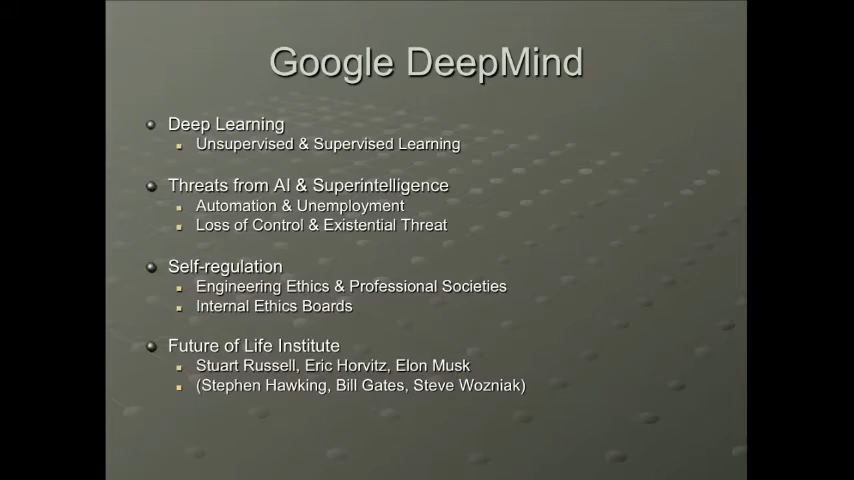 Google DeepMind
Deep Learning
Unsupervised & Supervised Learning
Threats from AI & Superintelligence
Automation & Unemployment
Loss of Control & Existential Threat
Self-regulation
Engineering Ethics & Professional Societies
Internal Ethics Boards
Future of Life Institute
Stuart Russell, Eric Horvitz, Elon Musk
(Stephen Hawking, Bill Gates, Steve Wozniak)